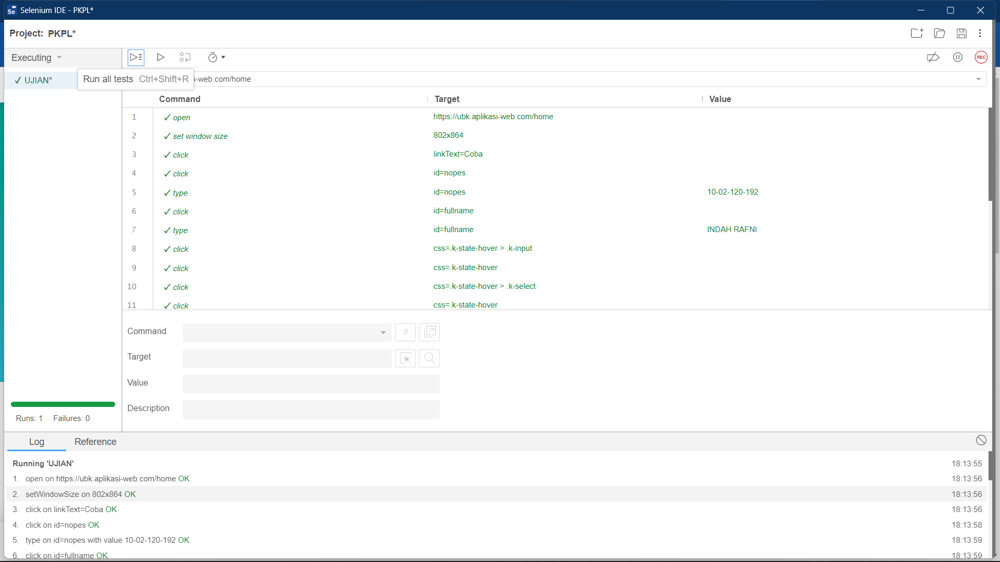 Selenium IDE - PKPL*
Project: PKPL*
Executing
REC
✓ UJIAN*
Run all tests Ctrl+Shift+R
i-web.com/home
Command Target Value
1 ✓ open https://ubk.aplikasi-web.com/home
2 ✓ set window size 802x864
3 ✓ click linkText=Coba
4 ✓ click id=nopes
5 ✓ type id=nopes 10-02-120-192
6 ✓ click id=fullname
7 ✓ type id=fullname INDAH RAFNI
8 ✓ click css=.k-state-hover > .k-input
9 ✓ click css=.k-state-hover
10 ✓ click css=.k-state-hover > .k-select
11 ✓ click css=.k-state-hover
Command //
Target
Value
Description
Runs: 1 Failures: 0
Log Reference
Running 'UJIAN' 18:13:55
1. open on https://ubk.aplikasi-web.com/home OK 18:13:56
2. setWindowSize on 802x864 OK 18:13:56
3. click on linkText=Coba OK 18:13:56
4. click on id=nopes OK 18:13:58
5. type on id=nopes with value 10-02-120-192 OK 18:13:59
6. click on id=fullname OK 18:13:59